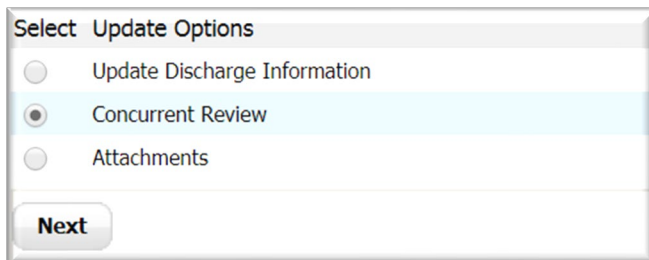 Select Update Options
Update Discharge Information
Concurrent Review
Attachments
Next